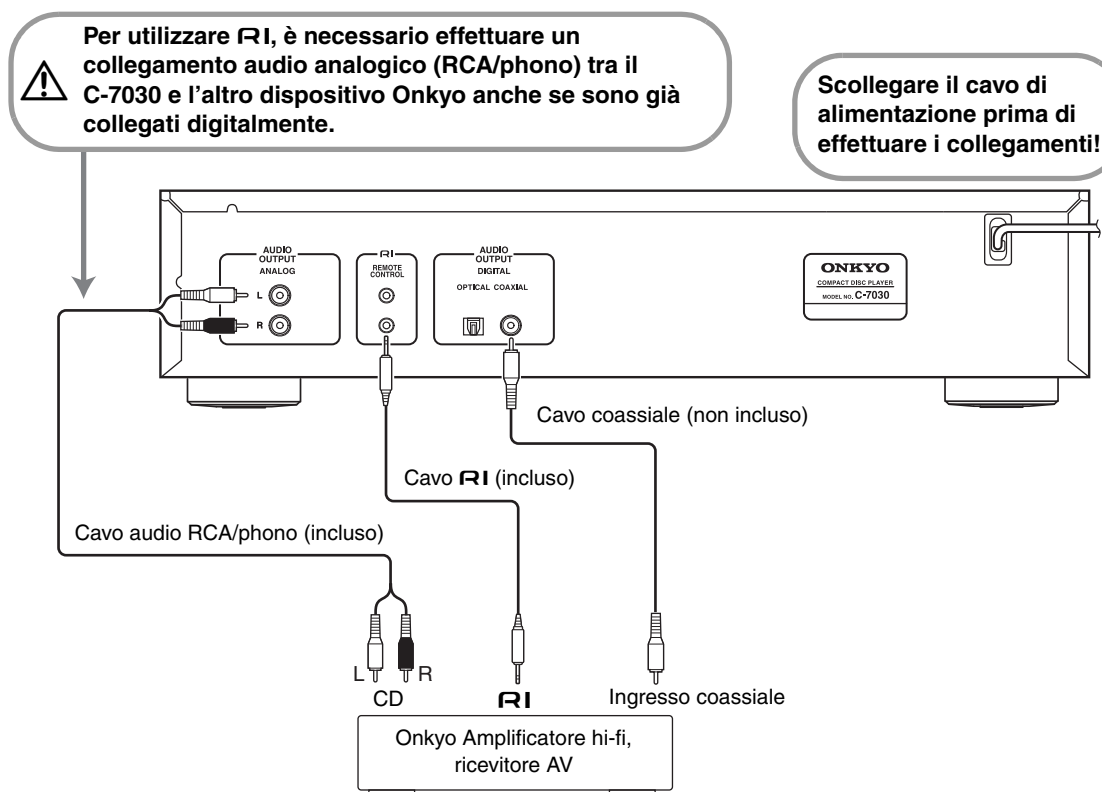 Per utilizzare RI, è necessario effettuare un
collegamento audio analogico (RCA/phono) tra il
C-7030 e l'altro dispositivo Onkyo anche se sono già
collegati digitalmente.
Scollegare il cavo di
alimentazione prima di
effettuare i collegamenti!
AUDIO
OUTPUT
ANALOG
L
R
RI
REMOTE
CONTROL
AUDIO
OUTPUT
DIGITAL
OPTICAL COAXIAL
ONKYO
COMPACT DISC PLAYER
MODEL NO. C-7030
Cavo coassiale (non incluso)
Cavo RI (incluso)
Cavo audio RCA/phono (incluso)
L R
CD
RI
Ingresso coassiale
Onkyo Amplificatore hi-fi,
ricevitore AV